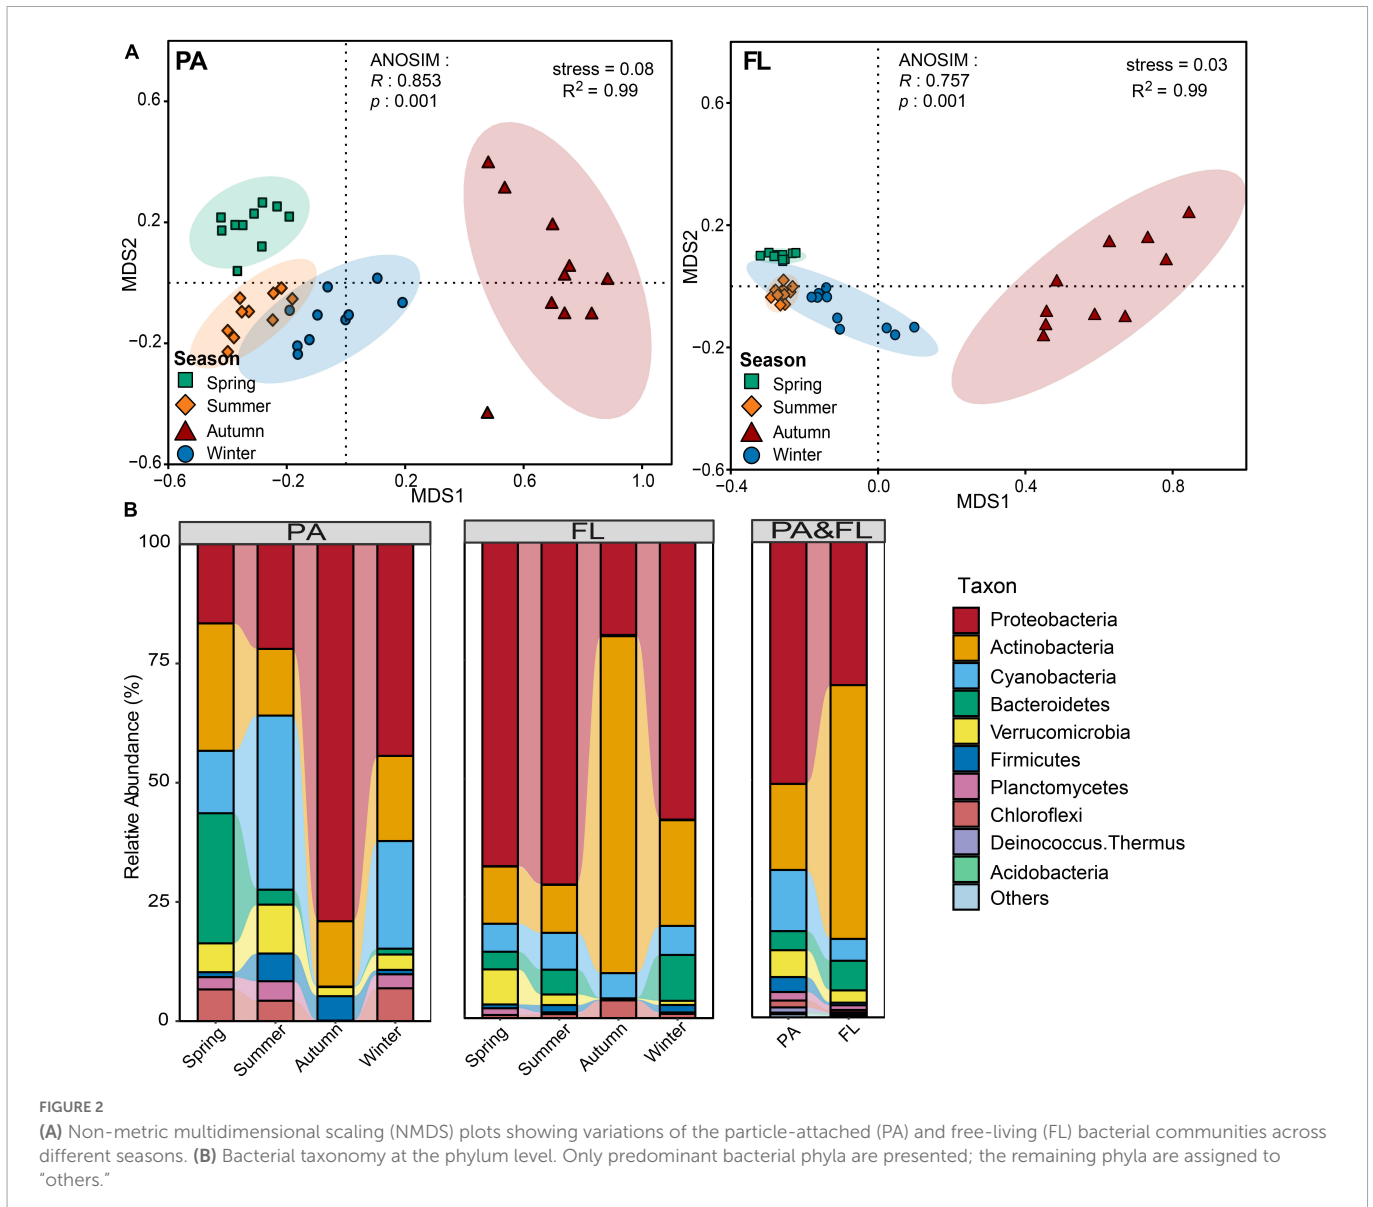 A
PA
ANOSIM :
R : 0.853
p : 0.001
stress = 0.08
R² = 0.99
0.6
0.2
−0.2
−0.6
MDS2
Season
Spring
Summer
Autumn
Winter
−0.6
−0.2
0.2
0.6
1.0
MDS1
FL
ANOSIM :
R : 0.757
p : 0.001
stress = 0.03
R² = 0.99
0.6
0.2
−0.2
−0.6
MDS2
Season
Spring
Summer
Autumn
Winter
−0.4
0.0
0.4
0.8
MDS1
B
PA
FL
PA&FL
100
75
50
25
0
Relative Abundance (%)
Spring
Summer
Autumn
Winter
Spring
Summer
Autumn
Winter
PA
FL
Taxon
Proteobacteria
Actinobacteria
Cyanobacteria
Bacteroidetes
Verrucomicrobia
Firmicutes
Planctomycetes
Chloroflexi
Deinococcus.Thermus
Acidobacteria
Others
FIGURE 2
(A) Non-metric multidimensional scaling (NMDS) plots showing variations of the particle-attached (PA) and free-living (FL) bacterial communities across
different seasons. (B) Bacterial taxonomy at the phylum level. Only predominant bacterial phyla are presented; the remaining phyla are assigned to
“others.”